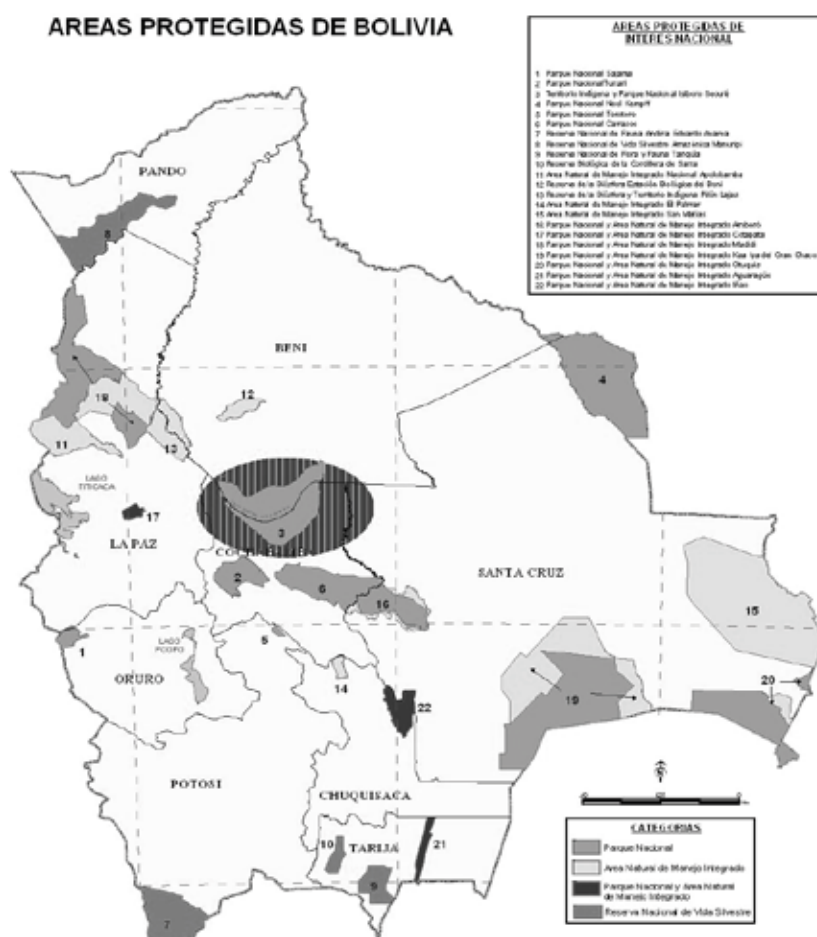 AREAS PROTEGIDAS DE BOLIVIA
AREAS PROTEGIDAS DE
INTERES NACIONAL
1 Parque Nacional Sajama
2 Parque Nacional Tunari
3 Territorio Indígena y Parque Nacional Isiboro Securé
4 Parque Nacional Noel Kempff
5 Parque Nacional Torotoro
6 Parque Nacional Carrasco
7 Reserva Nacional de Fauna Andina Eduardo Avaroa
8 Reserva Nacional de Vida Silvestre Amazónica Manuripi
9 Reserva Nacional de Flora y Fauna Tariquía
10 Reserva Biológica de la Cordillera de Sama
11 Area Natural de Manejo Integrado Nacional Apolobamba
12 Reserva de la Biósfera Estación Biológica del Beni
13 Reserva de la Biósfera y Territorio Indígena Pilón Lajas
14 Area Natural de Manejo Integrado El Palmar
15 Area Natural de Manejo Integrado San Matías
16 Parque Nacional y Area Natural de Manejo Integrado Amboró
17 Parque Nacional y Area Natural de Manejo Integrado Cotapata
18 Parque Nacional y Area Natural de Manejo Integrado Madidi
19 Parque Nacional y Area Natural de Manejo Integrado Kaa Iya del Gran Chaco
20 Parque Nacional y Area Natural de Manejo Integrado Otuquis
21 Parque Nacional y Area Natural de Manejo Integrado Aguaragüe
22 Parque Nacional y Area Natural de Manejo Integrado Iñao
PANDO
8
BENI
4
18
12
11
13
LAGO
TITICACA
17
LA PAZ
3
SANTA CRUZ
2
6
16
15
1
5
LAGO
POOPO
ORURO
14
22
19
20
POTOSI
CHUQUISACA
10
TARIJA
21
9
7
CATEGORIAS
Parque Nacional
Area Natural de Manejo Integrado
Parque Nacional y área Natural
de Manejo Integrado
Reserva Nacional de Vida Silvestre